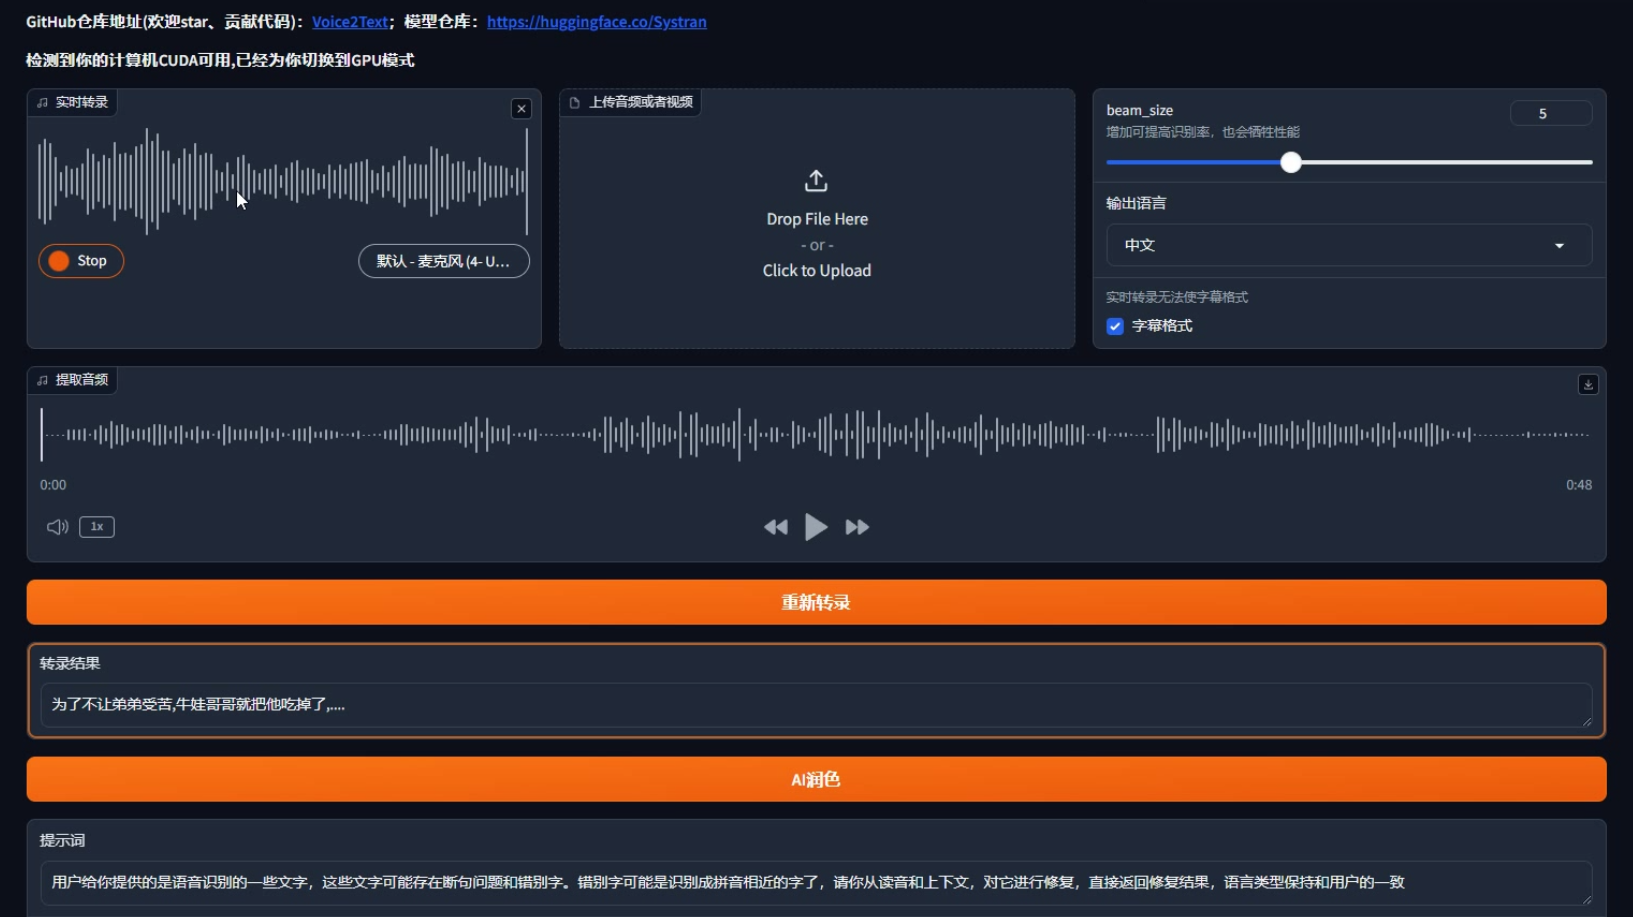 GitHub仓库地址(欢迎star、贡献代码)：Voice2Text；模型仓库：https://huggingface.co/Systran
检测到你的计算机CUDA可用,已经为你切换到GPU模式
实时转录
Stop
默认 - 麦克风 (4- U...
上传音频或者视频
Drop File Here
- or -
Click to Upload
beam_size
5
增加可提高识别率，也会牺牲性能
输出语言
中文
实时转录无法使字幕格式
字幕格式
提取音频
0:00
0:48
1x
重新转录
转录结果
为了不让弟弟受苦,牛娃哥哥就把他吃掉了,....
AI润色
提示词
用户给你提供的是语音识别的一些文字，这些文字可能存在断句问题和错别字。错别字可能是识别成拼音相近的字了，请你从读音和上下文，对它进行修复，直接返回修复结果，语言类型保持和用户的一致